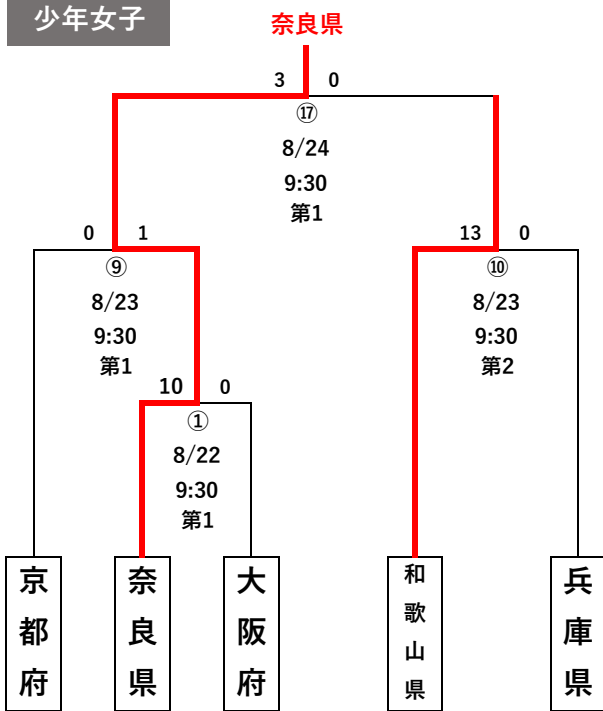 少年女子
奈良県
3 0
⑰
8/24
9:30
第1
0 1
⑨
8/23
9:30
第1
13 0
⑩
8/23
9:30
第2
10 0
①
8/22
9:30
第1
京都府
奈良県
大阪府
和歌山県
兵庫県